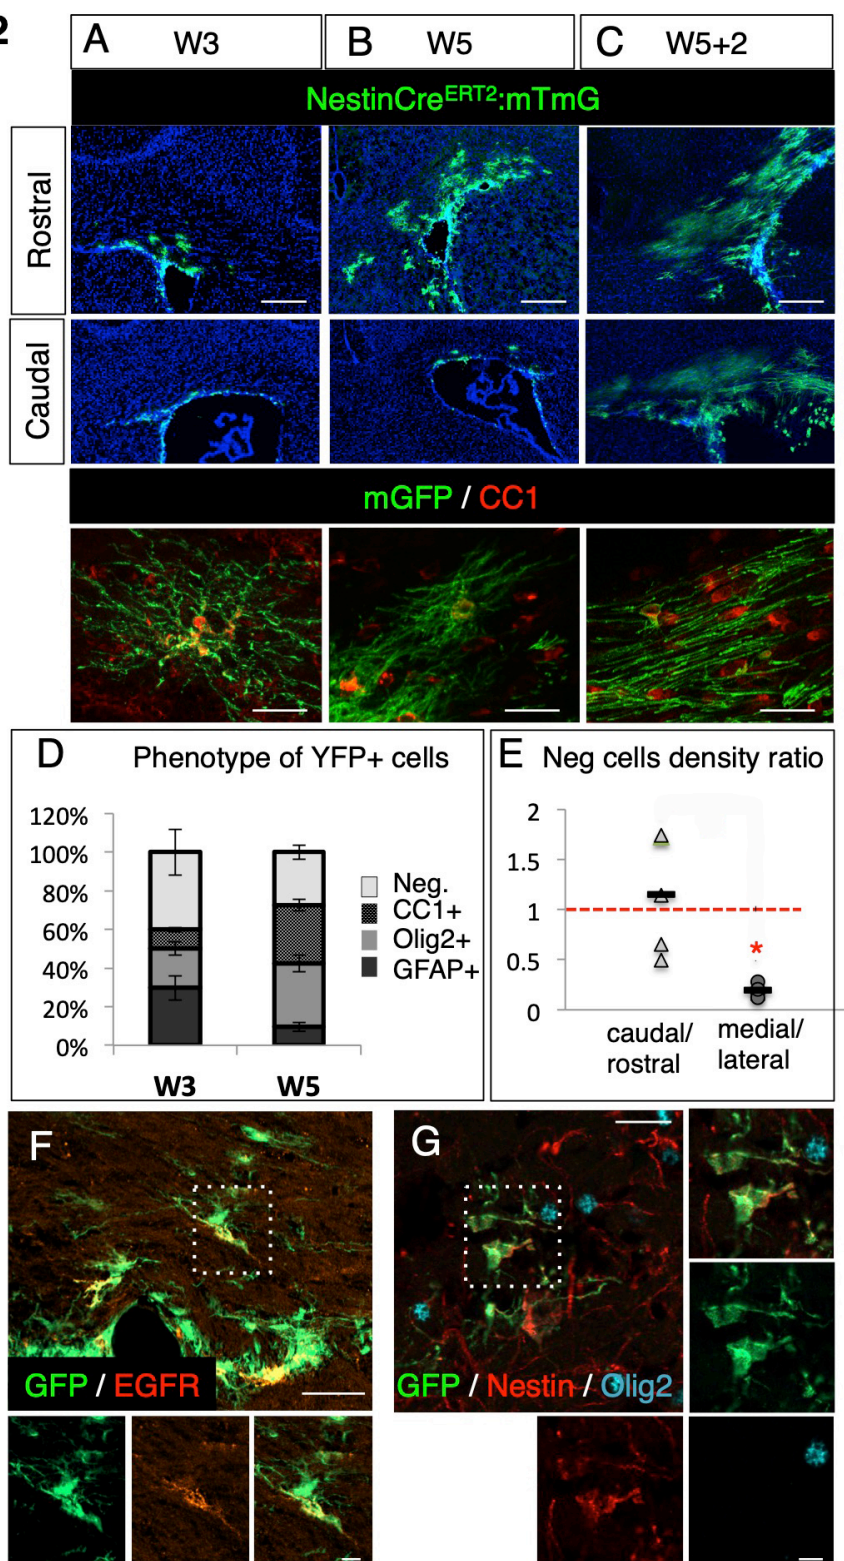 2
A W3
B W5
C W5+2
NestinCreERT2:mTmG
Rostral
Caudal
mGFP / CC1
D Phenotype of YFP+ cells
120%
100%
80%
60%
40%
20%
0%
W3 W5
Neg.
CC1+
Olig2+
GFAP+
E Neg cells density ratio
2
1.5
1
0.5
0
*
caudal/
rostral
medial/
lateral
F
GFP / EGFR
G
GFP / Nestin / Olig2